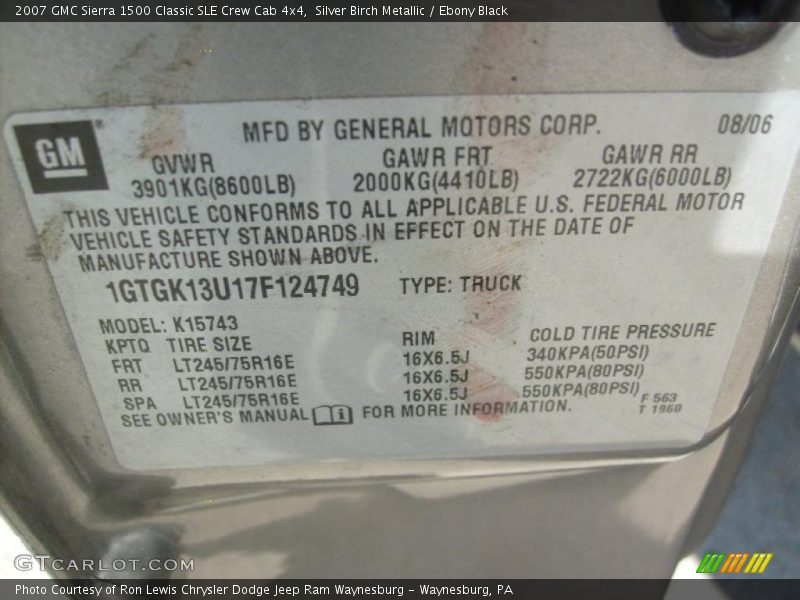 2007 GMC Sierra 1500 Classic SLE Crew Cab 4x4, Silver Birch Metallic / Ebony Black
MFD BY GENERAL MOTORS CORP. 08/06
GM
GVWR GAWR FRT GAWR RR
3901KG(8600LB) 2000KG(4410LB) 2722KG(6000LB)
THIS VEHICLE CONFORMS TO ALL APPLICABLE U.S. FEDERAL MOTOR
VEHICLE SAFETY STANDARDS IN EFFECT ON THE DATE OF
MANUFACTURE SHOWN ABOVE.
1GTGK13U17F124749 TYPE: TRUCK
MODEL: K15743
KPTQ TIRE SIZE RIM COLD TIRE PRESSURE
FRT LT245/75R16E 16X6.5J 340KPA(50PSI)
RR LT245/75R16E 16X6.5J 550KPA(80PSI)
SPA LT245/75R16E 16X6.5J 550KPA(80PSI)
SEE OWNER'S MANUAL FOR MORE INFORMATION.
F 563
T 1960
GTCARLOT.COM
Photo Courtesy of Ron Lewis Chrysler Dodge Jeep Ram Waynesburg - Waynesburg, PA